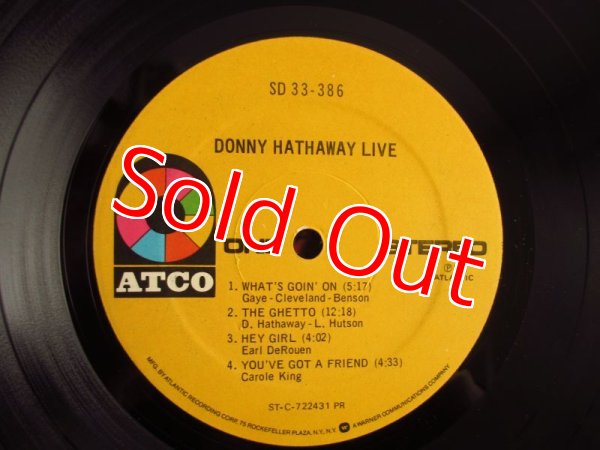 SD 33-386
DONNY HATHAWAY LIVE
Sold Out
STEREO
ATLANTIC
ATCO
1. WHAT'S GOIN' ON (5:17)
Gaye-Cleveland-Benson
2. THE GHETTO (12:18)
D. Hathaway-L. Hutson
3. HEY GIRL (4:02)
Earl DeRouen
4. YOU'VE GOT A FRIEND (4:33)
Carole King
ST-C-722431 PR
MFG. BY ATLANTIC RECORDING CORP. 75 ROCKEFELLER PLAZA, N.Y., N.Y. A WARNER COMMUNICATIONS COMPANY